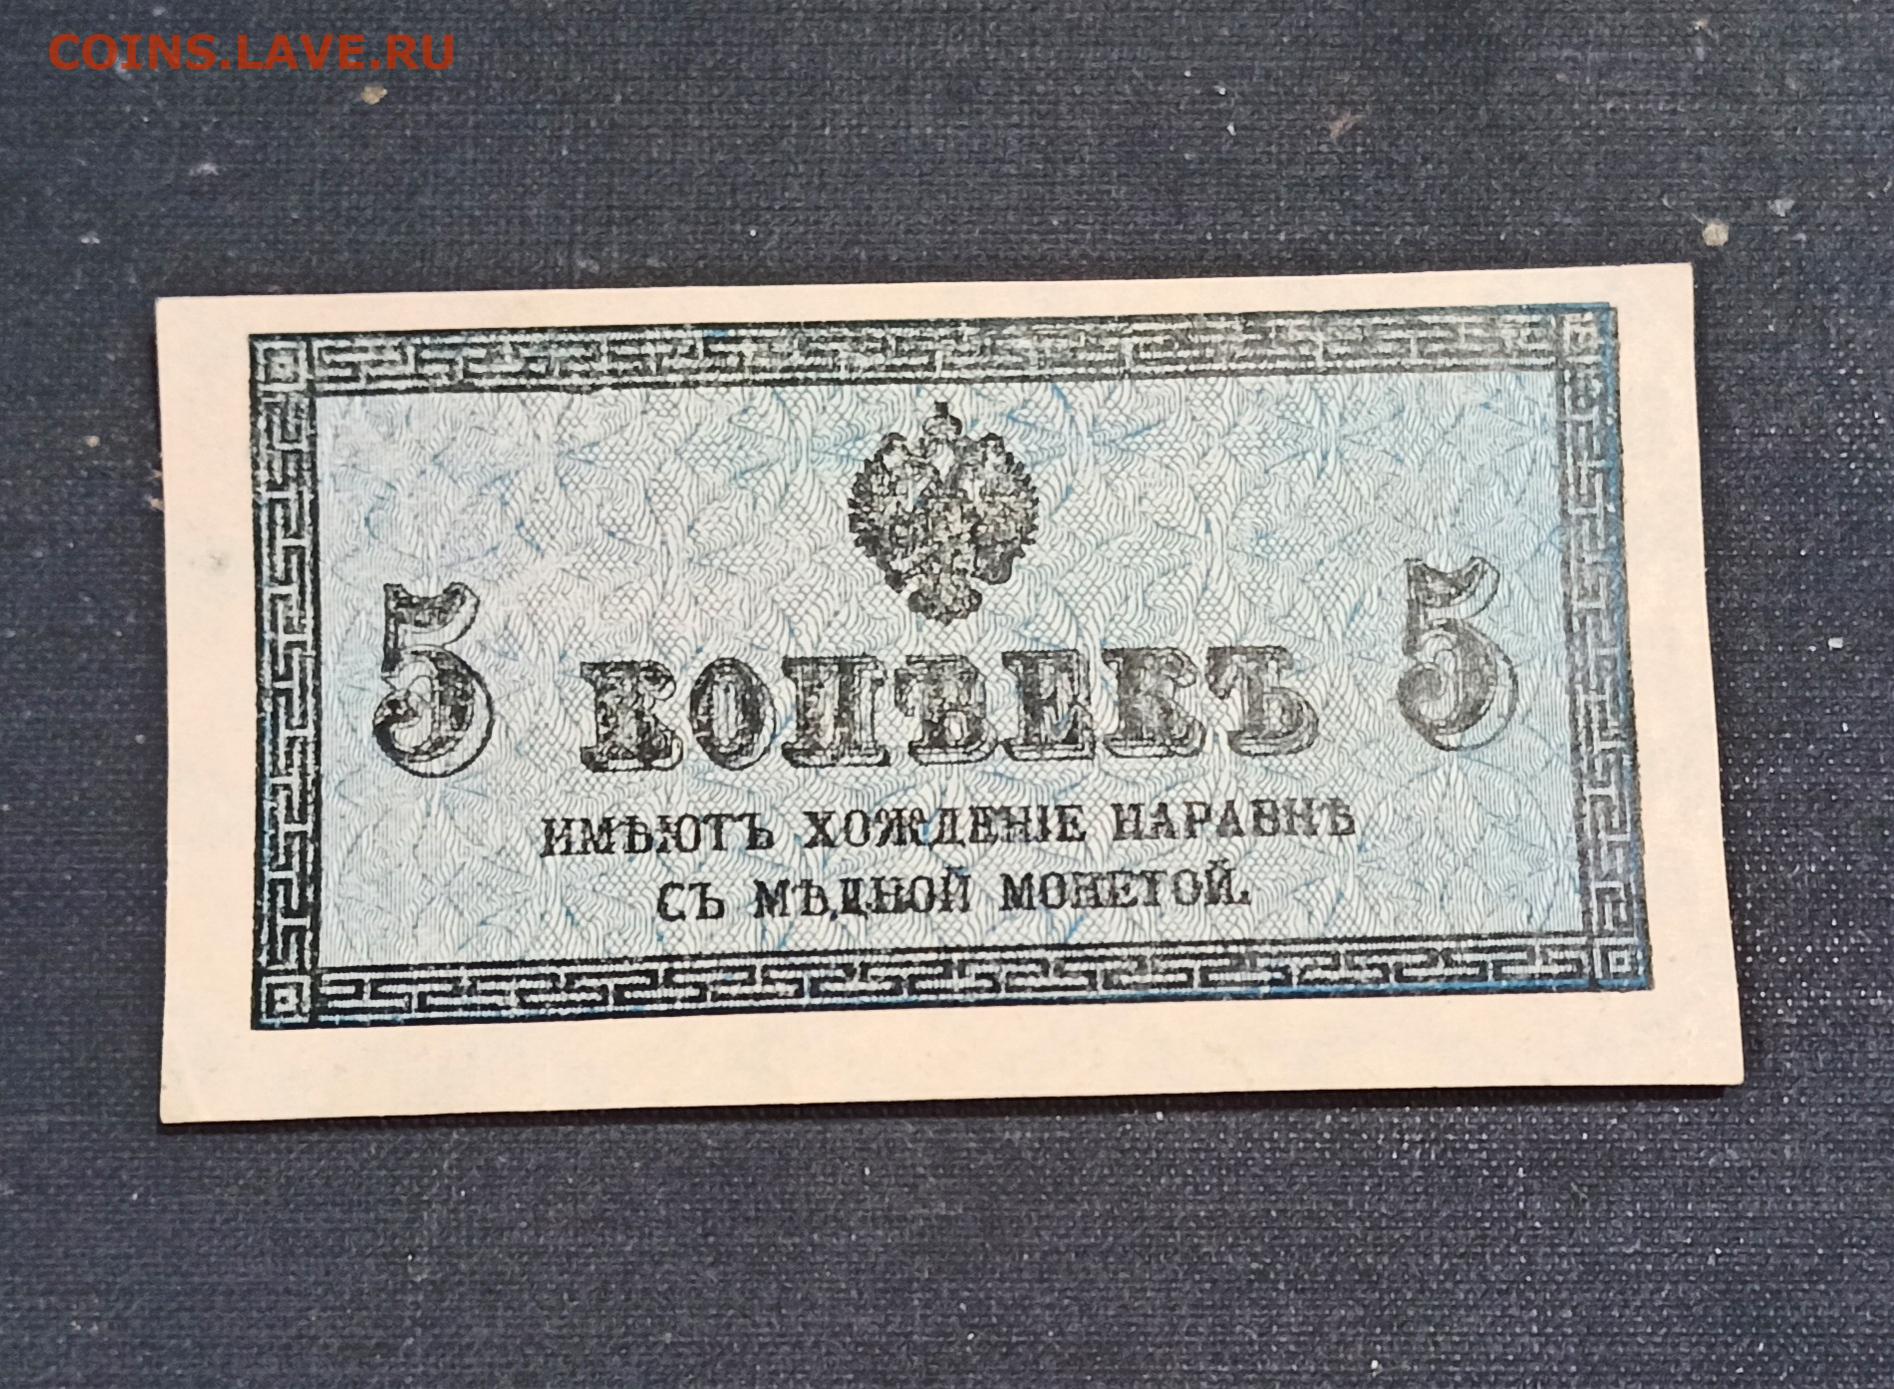 COINS.LAVE.RU
5 КОПѢЕКЪ 5
ИМѢЮТЪ ХОЖДЕНІЕ НАРАВНѢ
СЪ МѢДНОЙ МОНЕТОЙ.